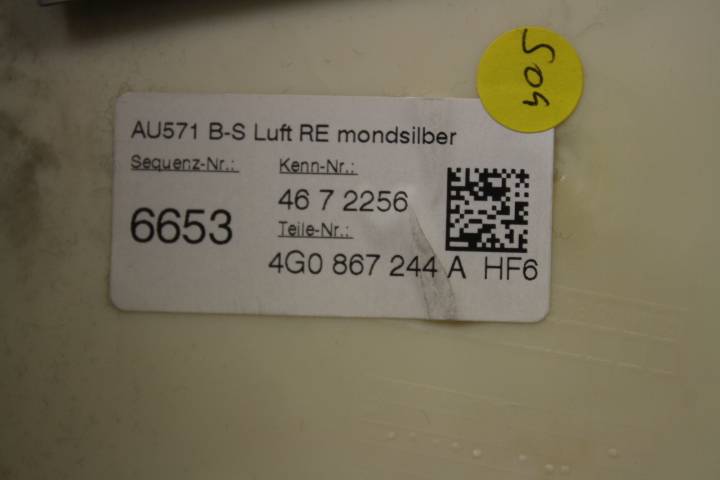 504
AU571 B-S Luft RE mondsilber
Sequenz-Nr.: Kenn-Nr.:
46 7 2256
6653
Teile-Nr.:
4G0 867 244 A HF6